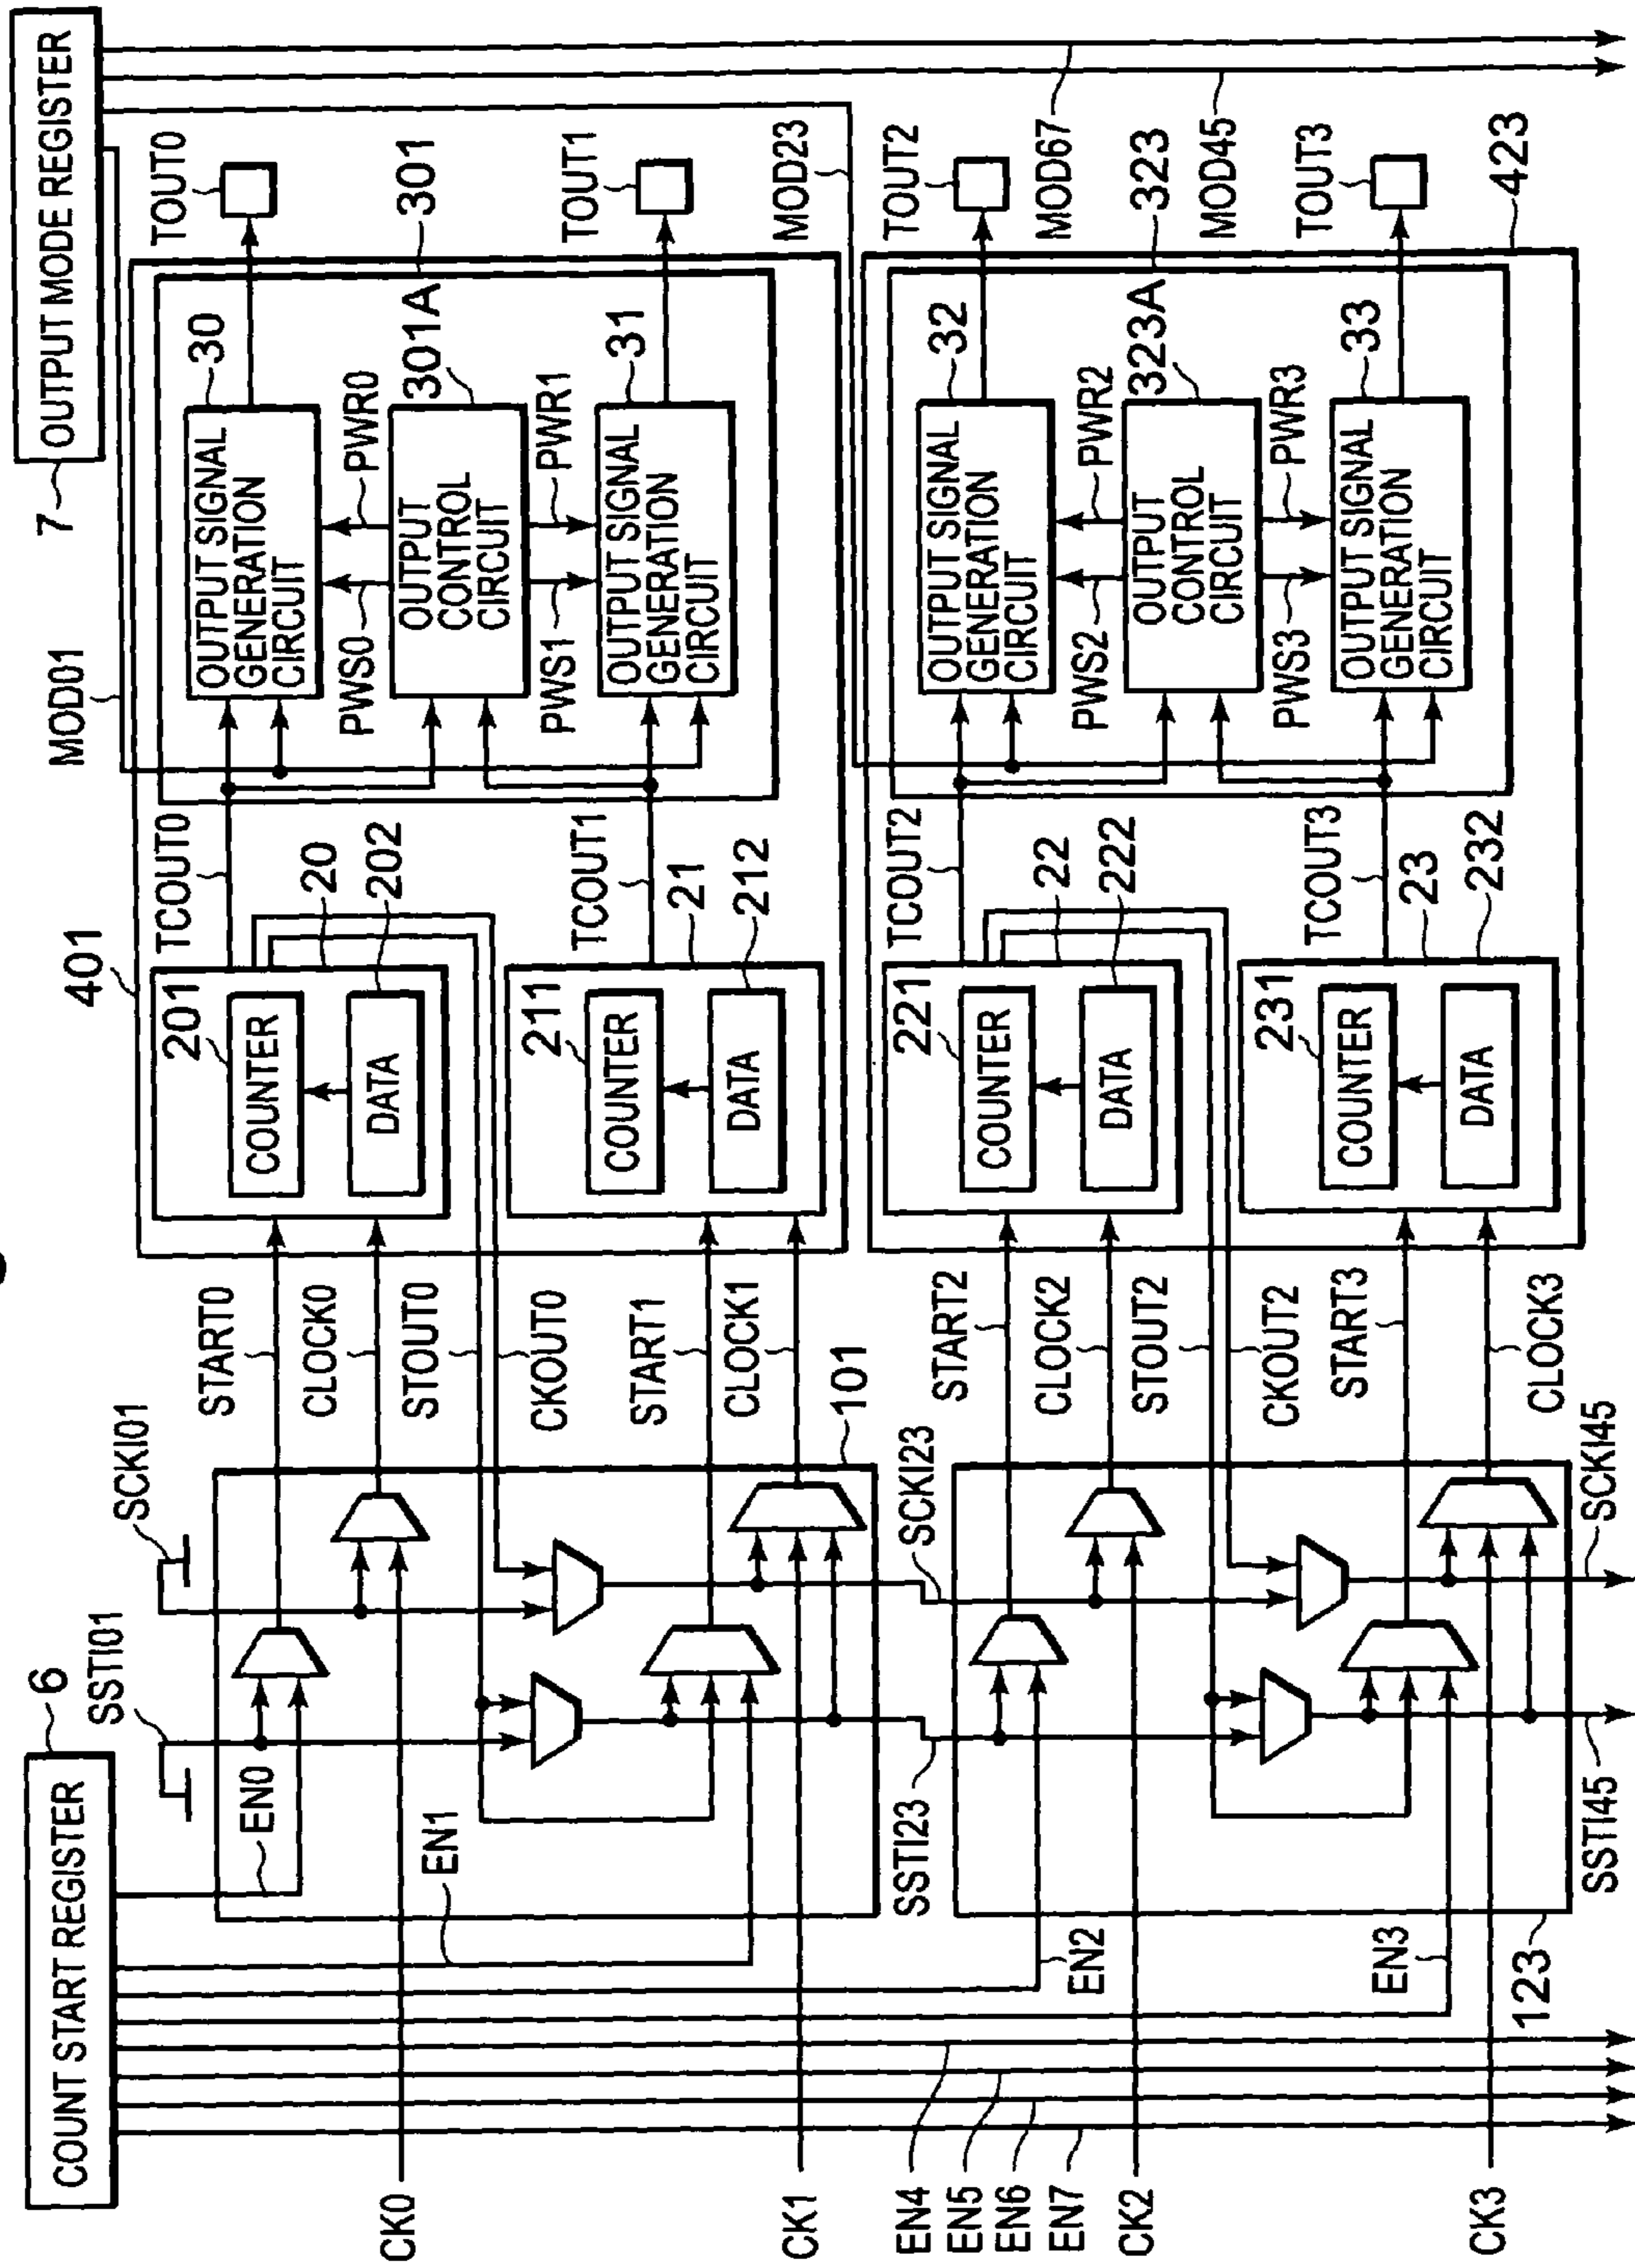 COUNT START REGISTER
6
OUTPUT MODE REGISTER
7
SSTI01
SCKI01
EN0
CK0
EN1
CK1
START0
CLOCK0
STOUT0
CKOUT0
START1
CLOCK1
101
401
201
COUNTER
DATA
20
202
TCOUT0
211
COUNTER
DATA
21
212
TCOUT1
MOD01
OUTPUT SIGNAL
GENERATION
CIRCUIT
30
PWS0
PWR0
OUTPUT
CONTROL
CIRCUIT
301A
PWS1
PWR1
OUTPUT SIGNAL
GENERATION
CIRCUIT
31
301
TOUT0
TOUT1
MOD23
SSTI23
SCKI23
EN4
EN5
EN6
EN7
EN2
CK2
EN3
CK3
123
START2
CLOCK2
STOUT2
CKOUT2
START3
CLOCK3
SSTI45
SCKI45
221
COUNTER
DATA
22
222
TCOUT2
231
COUNTER
DATA
23
232
TCOUT3
OUTPUT SIGNAL
GENERATION
CIRCUIT
32
PWS2
PWR2
OUTPUT
CONTROL
CIRCUIT
323A
PWS3
PWR3
OUTPUT SIGNAL
GENERATION
CIRCUIT
33
323
423
TOUT2
TOUT3
MOD67
MOD45